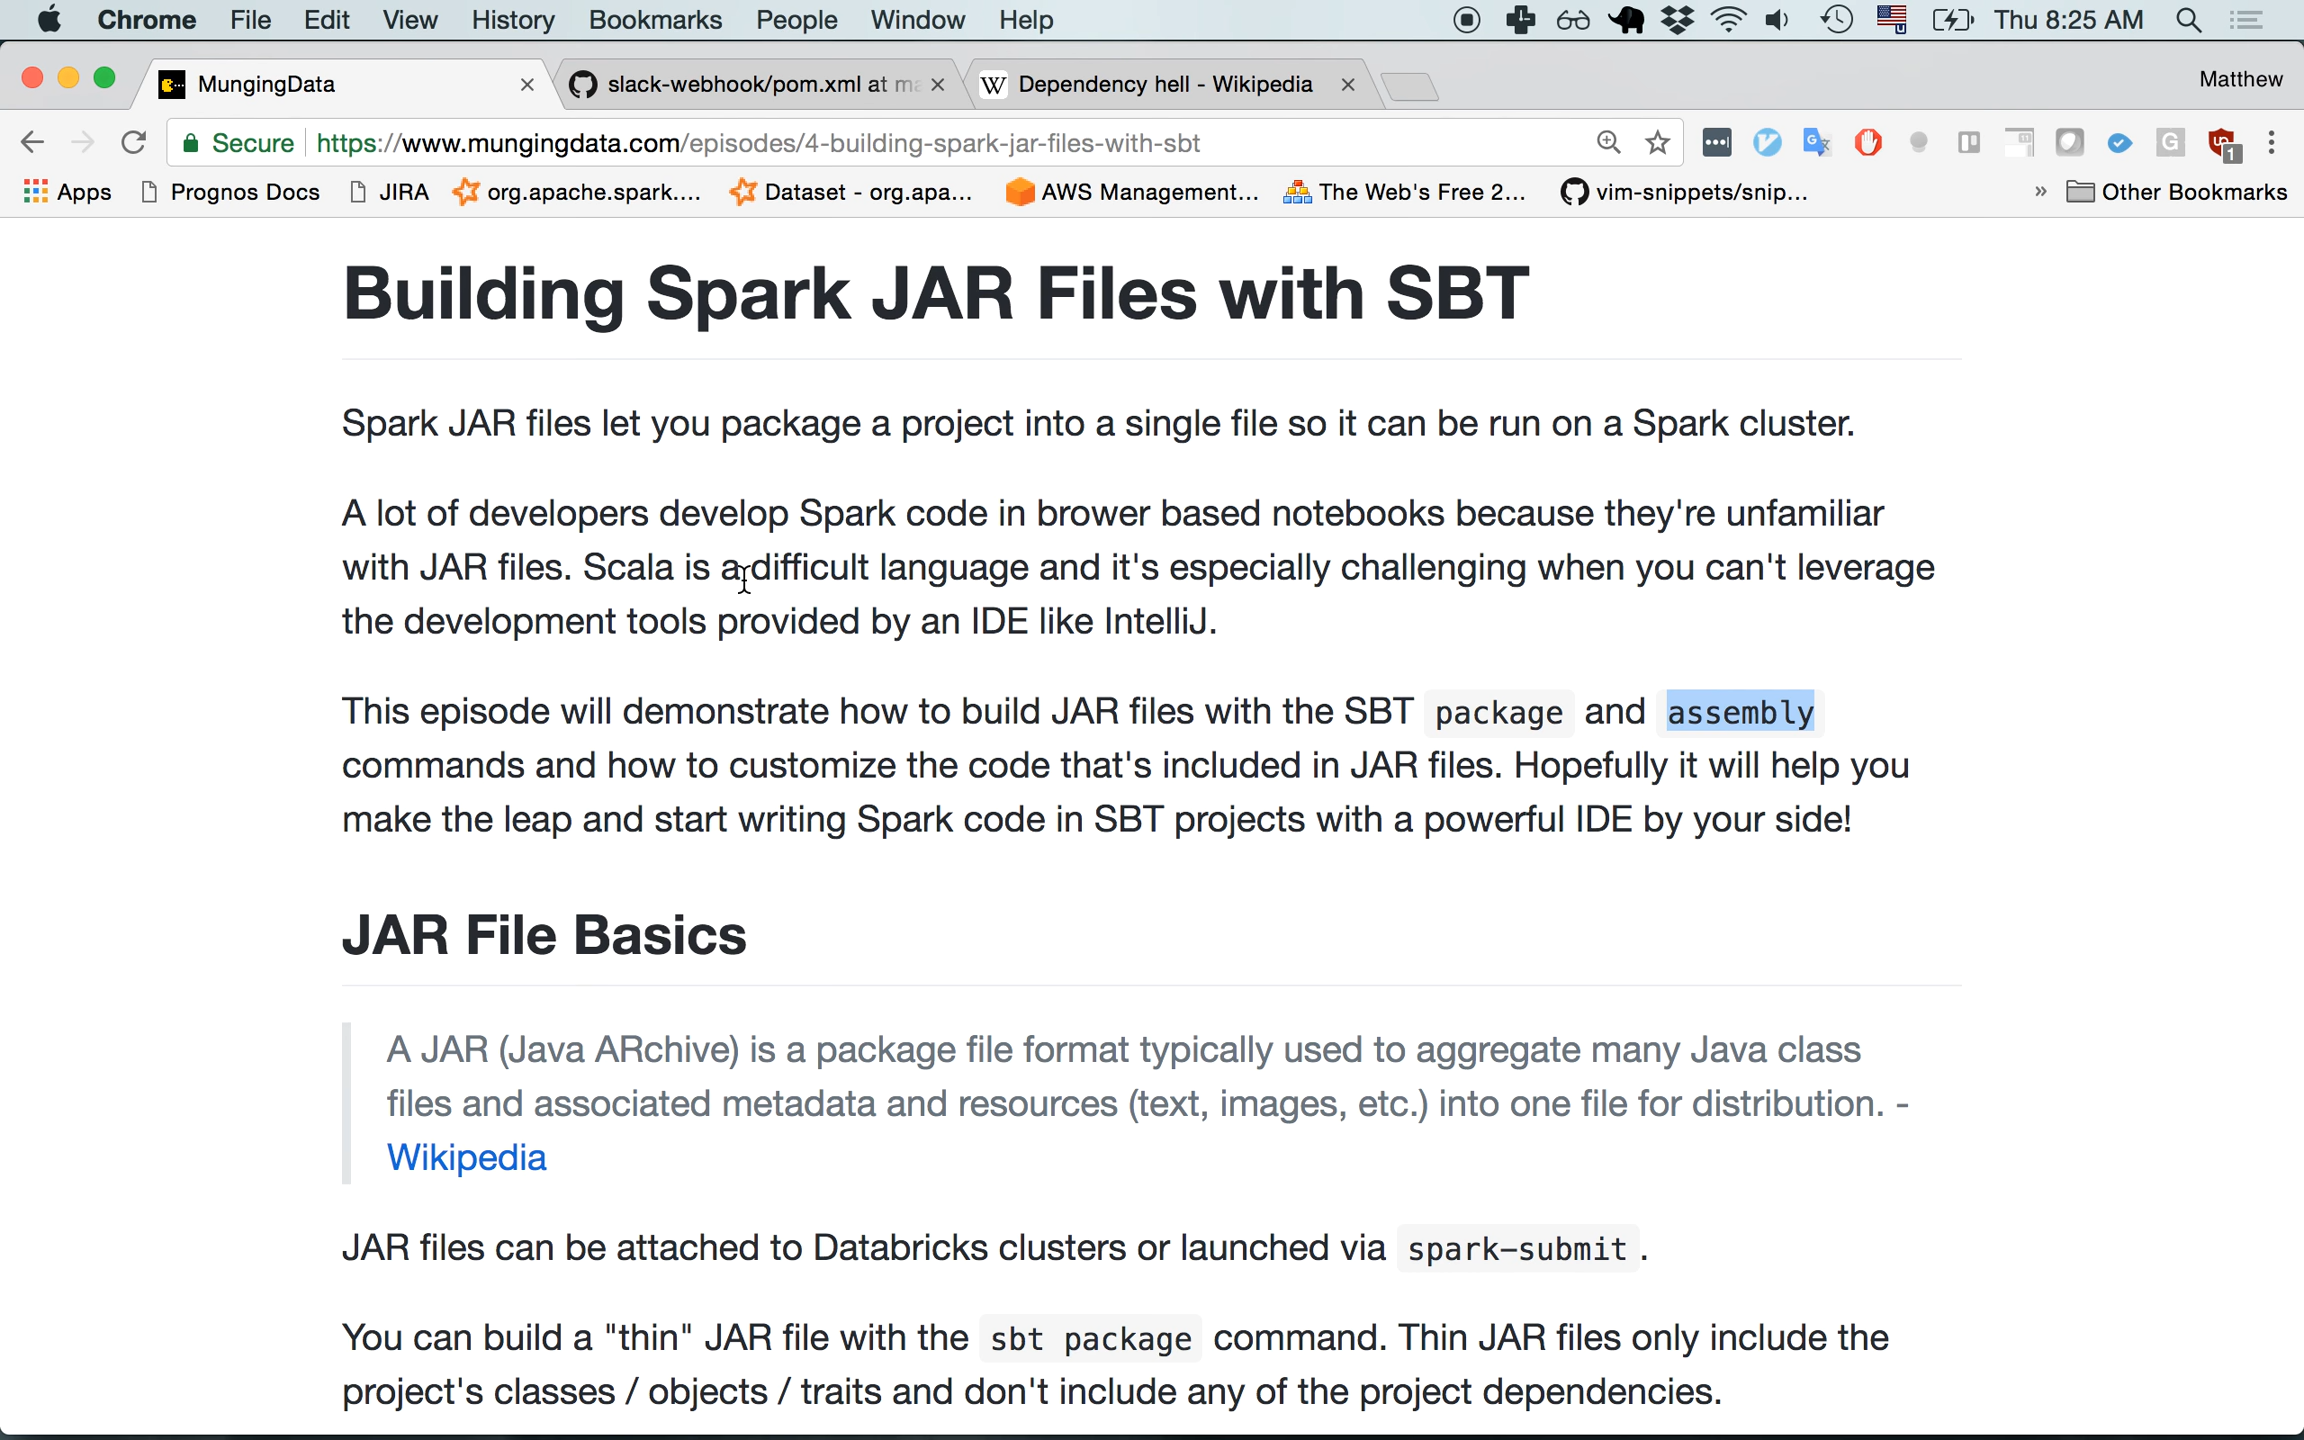 Chrome File Edit View History Bookmarks People Window Help Thu 8:25 AM
MungingData slack-webhook/pom.xml at ma Dependency hell - Wikipedia Matthew
Secure https://www.mungingdata.com/episodes/4-building-spark-jar-files-with-sbt
Apps Prognos Docs JIRA org.apache.spark.... Dataset - org.apa... AWS Management... The Web's Free 2... vim-snippets/snip... » Other Bookmarks
Building Spark JAR Files with SBT
Spark JAR files let you package a project into a single file so it can be run on a Spark cluster.
A lot of developers develop Spark code in brower based notebooks because they're unfamiliar
with JAR files. Scala is a difficult language and it's especially challenging when you can't leverage
the development tools provided by an IDE like IntelliJ.
This episode will demonstrate how to build JAR files with the SBT package and assembly
commands and how to customize the code that's included in JAR files. Hopefully it will help you
make the leap and start writing Spark code in SBT projects with a powerful IDE by your side!
JAR File Basics
A JAR (Java ARchive) is a package file format typically used to aggregate many Java class
files and associated metadata and resources (text, images, etc.) into one file for distribution. -
Wikipedia
JAR files can be attached to Databricks clusters or launched via spark-submit.
You can build a "thin" JAR file with the sbt package command. Thin JAR files only include the
project's classes / objects / traits and don't include any of the project dependencies.